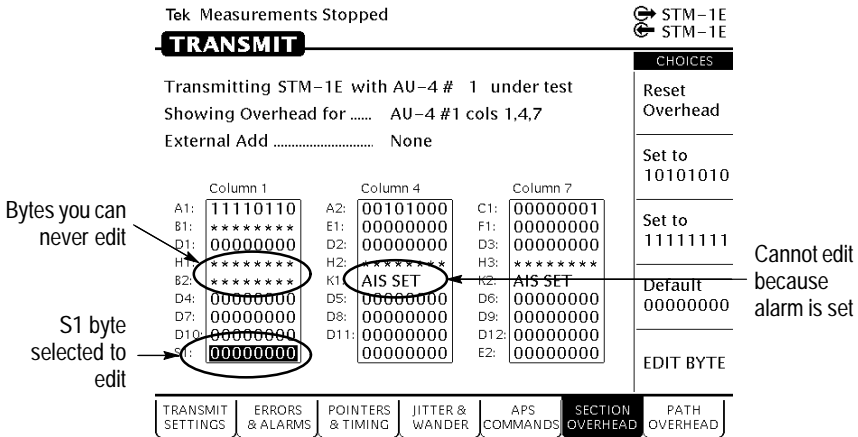 Tek Measurements Stopped
STM-1E
STM-1E
TRANSMIT
CHOICES
Transmitting STM-1E with AU-4 # 1 under test
Showing Overhead for ...... AU-4 #1 cols 1,4,7
External Add ............................ None
Reset
Overhead
Set to
10101010
Set to
11111111
Default
00000000
EDIT BYTE
Column 1 Column 4 Column 7
A1: 11110110 A2: 00101000 C1: 00000001
B1: ******** E1: 00000000 F1: 00000000
D1: 00000000 D2: 00000000 D3: 00000000
H1: ******** H2: ******** H3: ********
B2: ******** K1: AIS SET K2: AIS SET
D4: 00000000 D5: 00000000 D6: 00000000
D7: 00000000 D8: 00000000 D9: 00000000
D10: 00000000 D11: 00000000 D12: 00000000
S1: 00000000 00000000 E2: 00000000
Bytes you can
never edit
S1 byte
selected to
edit
Cannot edit
because
alarm is set
TRANSMIT
SETTINGS
ERRORS
& ALARMS
POINTERS
& TIMING
JITTER &
WANDER
APS
COMMANDS
SECTION
OVERHEAD
PATH
OVERHEAD